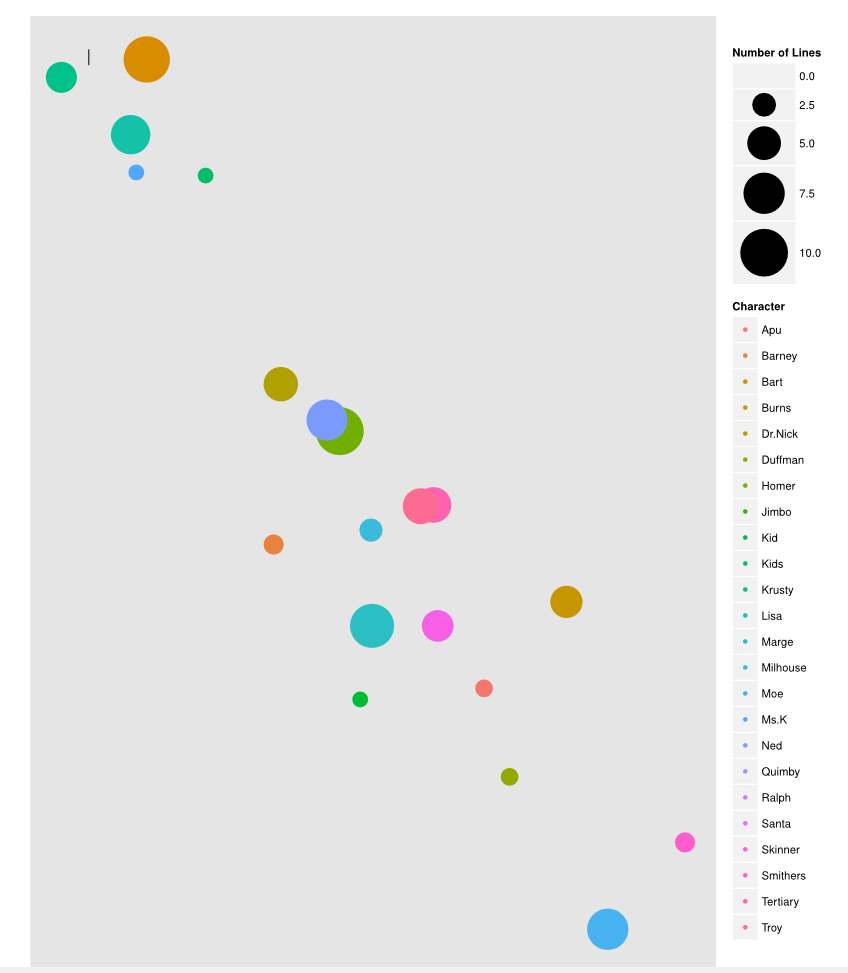 Number of Lines
0.0
2.5
5.0
7.5
10.0
Character
Apu
Barney
Bart
Burns
Dr.Nick
Duffman
Homer
Jimbo
Kid
Kids
Krusty
Lisa
Marge
Milhouse
Moe
Ms.K
Ned
Quimby
Ralph
Santa
Skinner
Smithers
Tertiary
Troy